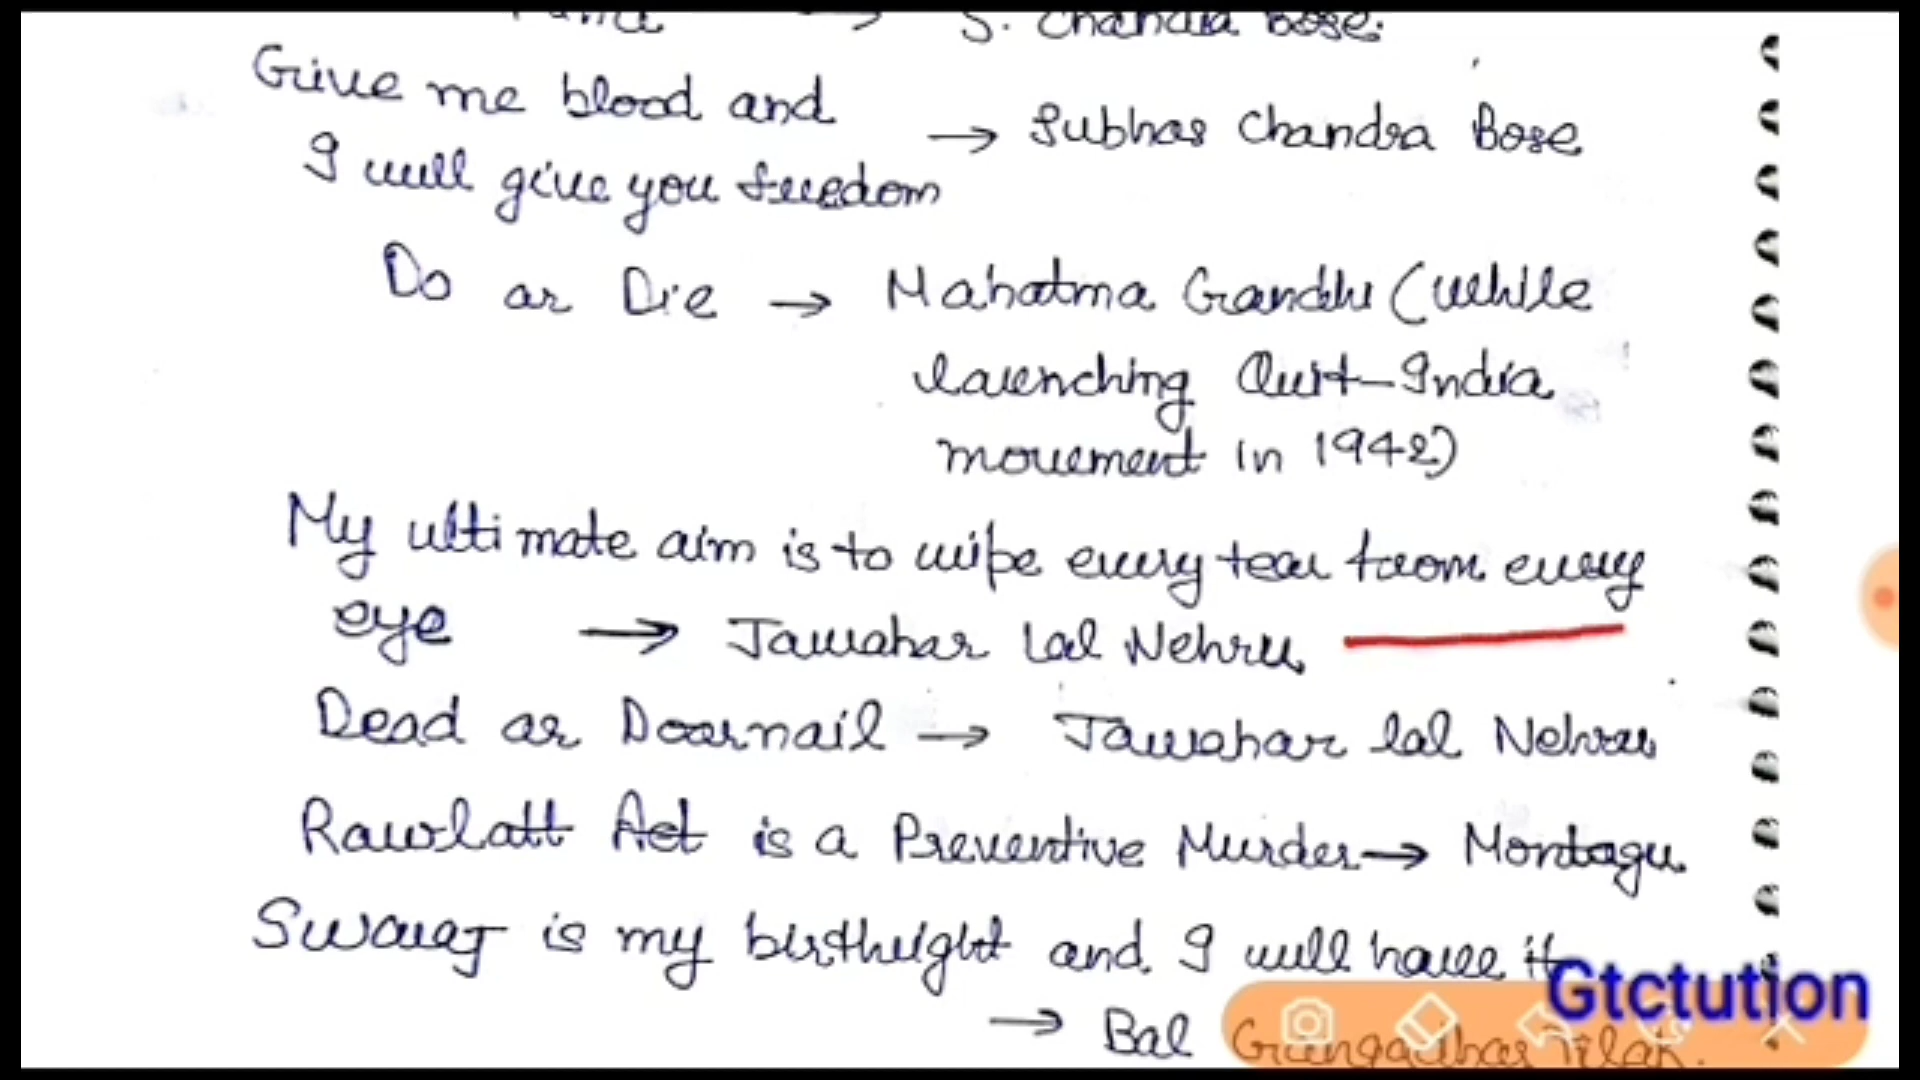 S. Chandra Bose.
Give me blood and
I will give you freedom → Subhas Chandra Bose
Do or Die → Mahatma Gandhi (While
launching Quit-India
movement in 1942)
My ultimate aim is to wipe every tear from every
eye → Jawahar lal Nehru
Dead as Doornail → Jawahar lal Nehru
Rawlatt Act is a Preventive Murder → Montagu
Swaraj is my birthright and I will have it
→ Bal Gangadhar Tilak.
Gtctution